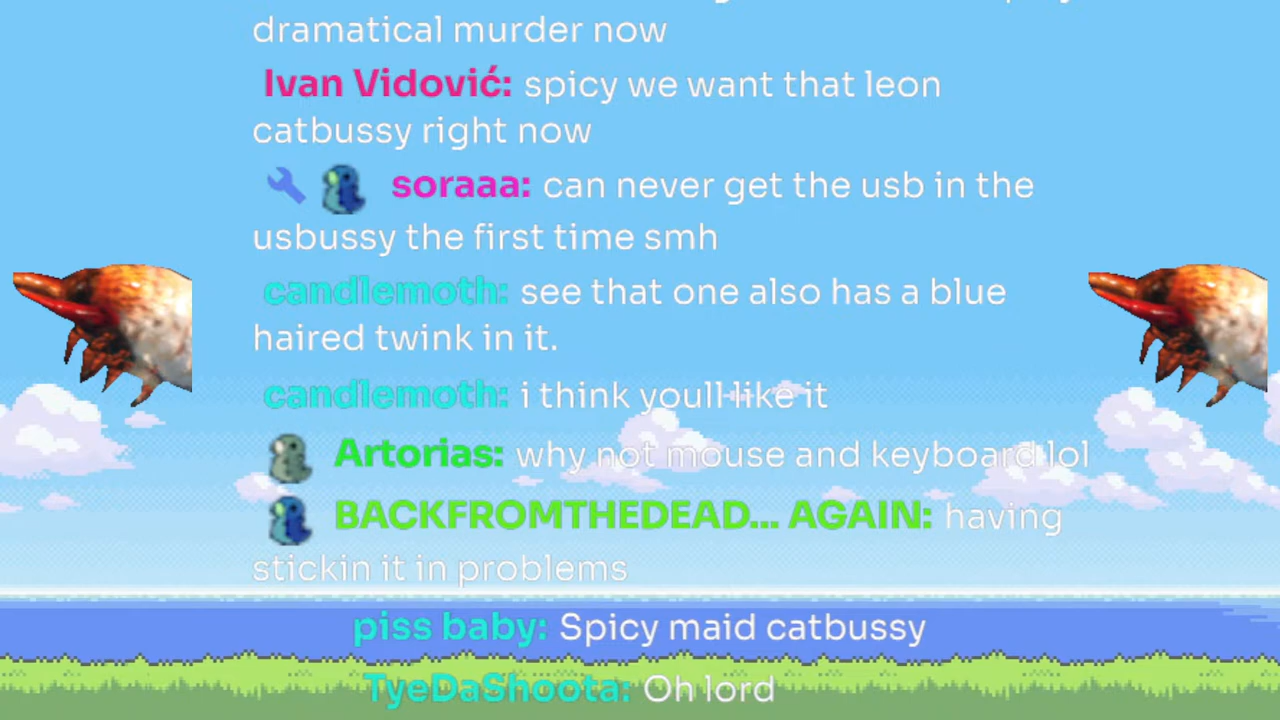 dramatical murder now
Ivan Vidović: spicy we want that leon
catbussy right now
soraaa: can never get the usb in the
usbussy the first time smh
candlemoth: see that one also has a blue
haired twink in it.
candlemoth: i think youll like it
Artorias: why not mouse and keyboard lol
BACKFROMTHEDEAD... AGAIN: having
stickin it in problems
piss baby: Spicy maid catbussy
TyeDaShoota: Oh lord